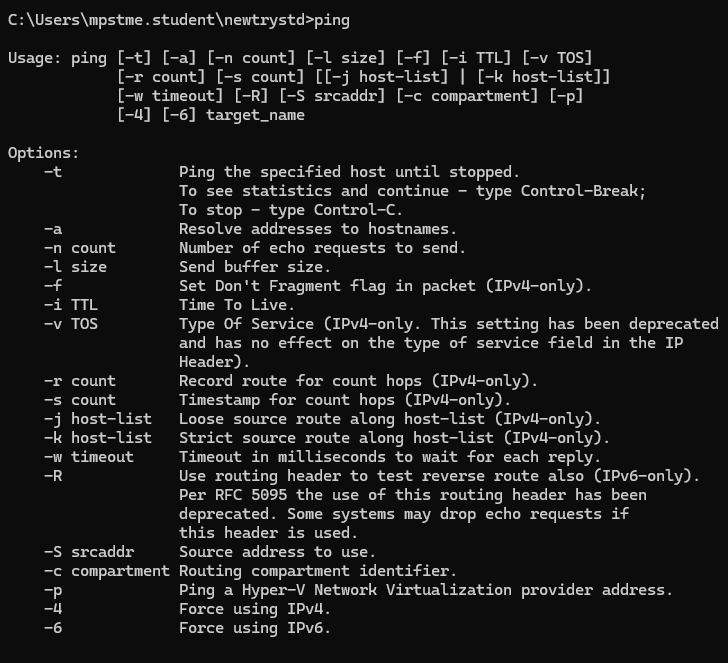 C:\Users\mpstme.student\newtrystd>ping
Usage: ping [-t] [-a] [-n count] [-l size] [-f] [-i TTL] [-v TOS]
            [-r count] [-s count] [[-j host-list] | [-k host-list]]
            [-w timeout] [-R] [-S srcaddr] [-c compartment] [-p]
            [-4] [-6] target_name
Options:
    -t             Ping the specified host until stopped.
                   To see statistics and continue - type Control-Break;
                   To stop - type Control-C.
    -a             Resolve addresses to hostnames.
    -n count       Number of echo requests to send.
    -l size        Send buffer size.
    -f             Set Don't Fragment flag in packet (IPv4-only).
    -i TTL         Time To Live.
    -v TOS         Type Of Service (IPv4-only. This setting has been deprecated
                   and has no effect on the type of service field in the IP
                   Header).
    -r count       Record route for count hops (IPv4-only).
    -s count       Timestamp for count hops (IPv4-only).
    -j host-list   Loose source route along host-list (IPv4-only).
    -k host-list   Strict source route along host-list (IPv4-only).
    -w timeout     Timeout in milliseconds to wait for each reply.
    -R             Use routing header to test reverse route also (IPv6-only).
                   Per RFC 5095 the use of this routing header has been
                   deprecated. Some systems may drop echo requests if
                   this header is used.
    -S srcaddr     Source address to use.
    -c compartment Routing compartment identifier.
    -p             Ping a Hyper-V Network Virtualization provider address.
    -4             Force using IPv4.
    -6             Force using IPv6.